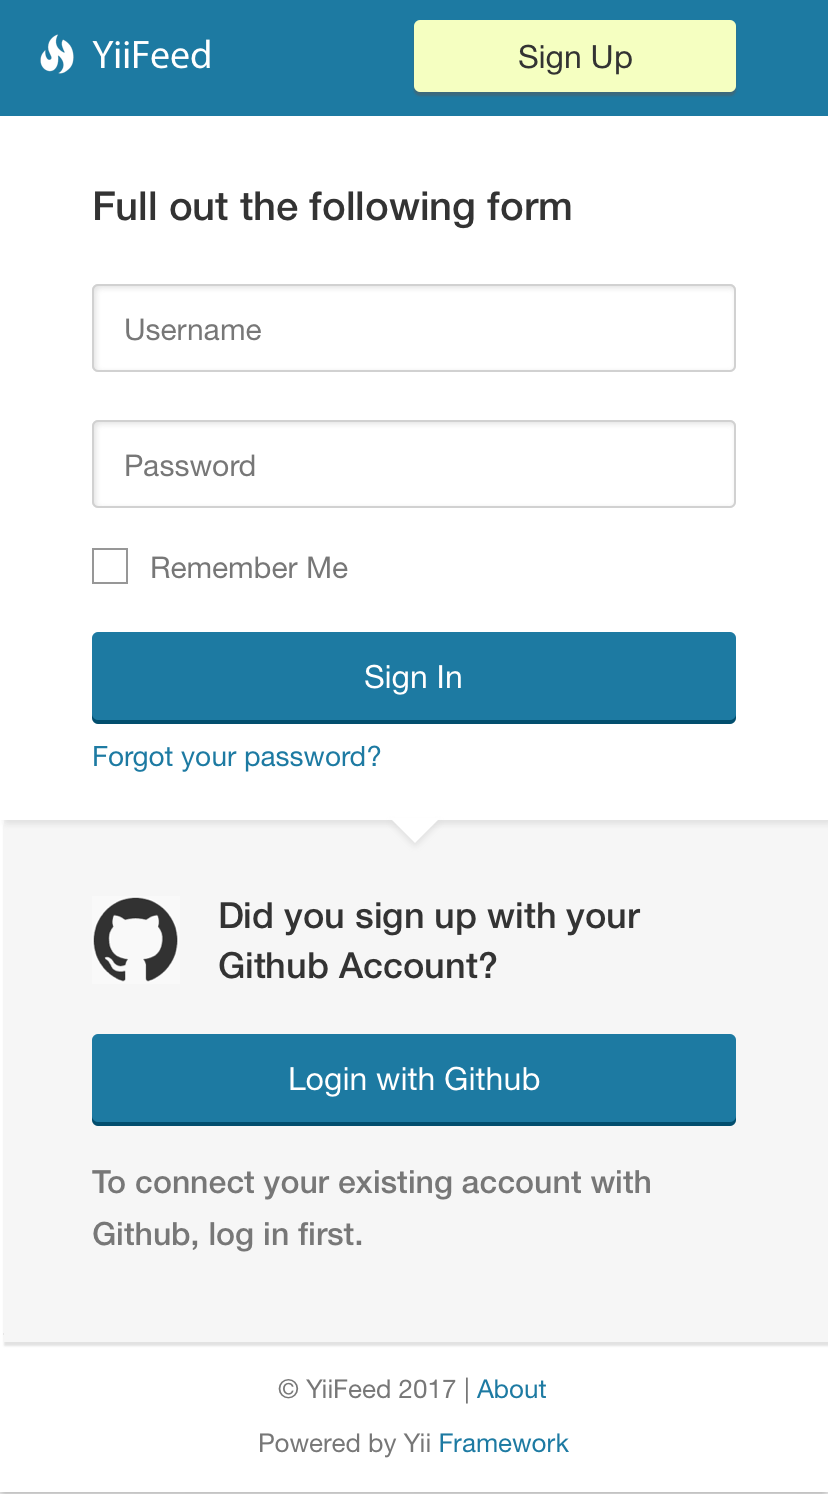 YiiFeed
Sign Up
Full out the following form
Username
Password
Remember Me
Sign In
Forgot your password?
Did you sign up with your
Github Account?
Login with Github
To connect your existing account with
Github, log in first.
© YiiFeed 2017 | About
Powered by Yii Framework